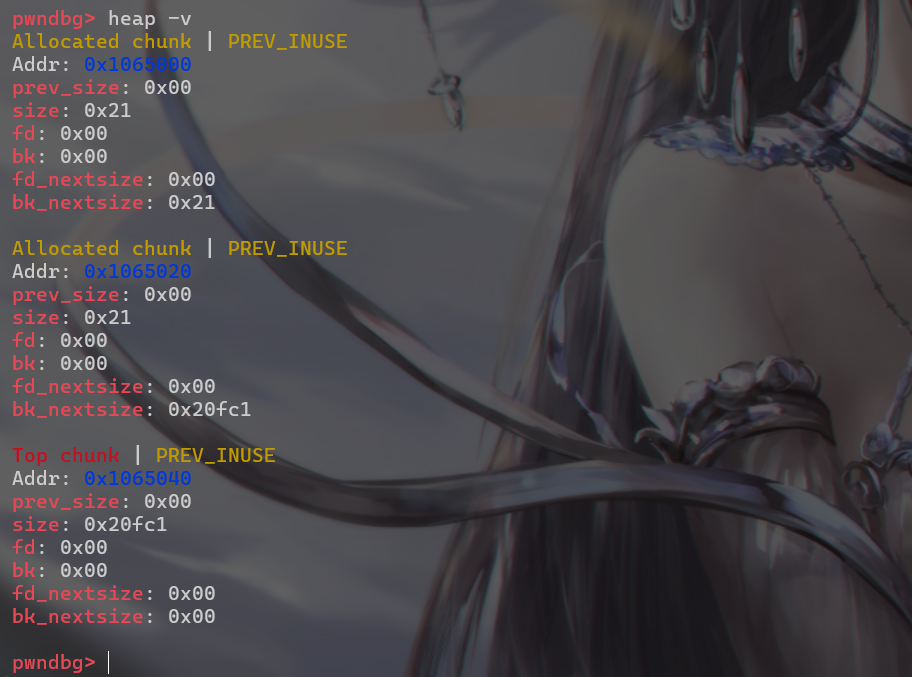 pwndbg> heap -v
Allocated chunk | PREV_INUSE
Addr: 0x1065000
prev_size: 0x00
size: 0x21
fd: 0x00
bk: 0x00
fd_nextsize: 0x00
bk_nextsize: 0x21
Allocated chunk | PREV_INUSE
Addr: 0x1065020
prev_size: 0x00
size: 0x21
fd: 0x00
bk: 0x00
fd_nextsize: 0x00
bk_nextsize: 0x20fc1
Top chunk | PREV_INUSE
Addr: 0x1065040
prev_size: 0x00
size: 0x20fc1
fd: 0x00
bk: 0x00
fd_nextsize: 0x00
bk_nextsize: 0x00
pwndbg>